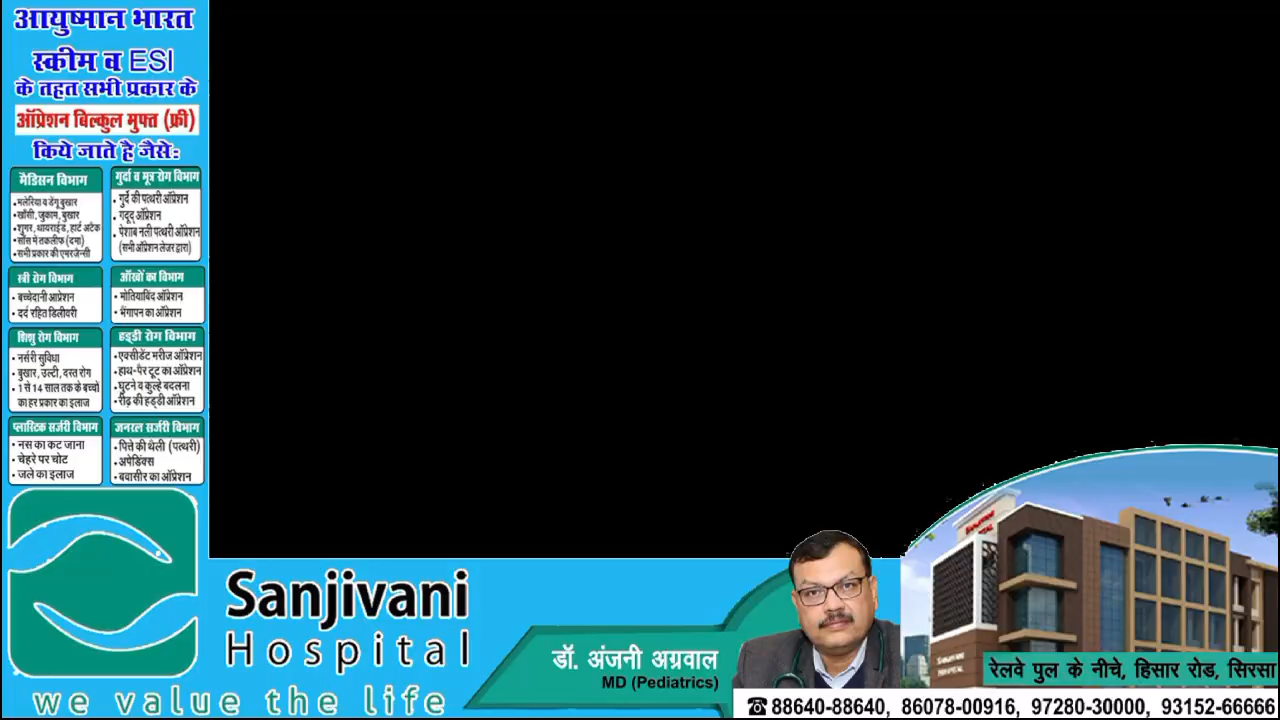 आयुष्मान भारत
स्कीम व ESI
के तहत सभी प्रकार के
ऑप्रेशन बिल्कुल मुफ्त (फ्री)
किये जाते है जैसे:
मैडिसन विभाग
•मलेरिया व डेंगू बुखार
•खाँसी, जुकाम, बुखार
•शुगर, थायराईड, हार्ट अटैक
•साँस मे तकलीफ (दमा)
•सभी प्रकार की एमरजैन्सी
गुर्दा व मूत्र रोग विभाग
• गुर्दे की पत्थरी ऑप्रेशन
• गदूद ऑप्रेशन
• पेशाब नली पत्थरी ऑप्रेशन
(सभी ऑप्रेशन लेजर द्वारा)
स्त्री रोग विभाग
• बच्चेदानी आप्रेशन
• दर्द रहित डिलीवरी
आँखों का विभाग
• मोतियाबिंद ऑप्रेशन
• भेंगापन का ऑप्रेशन
शिशु रोग विभाग
• नर्सरी सुविधा
• बुखार, उल्टी, दस्त रोग
• 1 से 14 साल तक के बच्चों
का हर प्रकार का इलाज
हड्डी रोग विभाग
•एक्सीडेंट मरीज ऑप्रेशन
•हाथ-पैर टूट का ऑप्रेशन
•घुटने व कुल्हे बदलना
•रीढ़ की हड्डी ऑप्रेशन
प्लास्टिक सर्जरी विभाग
• नस का कट जाना
• चेहरे पर चोट
• जले का इलाज
जनरल सर्जरी विभाग
•पित्ते की थैली (पत्थरी)
•अपेडिंक्स
•बवासीर का ऑप्रेशन
Sanjivani
Hospital
we value the life
डॉ. अंजनी अग्रवाल
MD (Pediatrics)
SANJIVANI
HOSPITAL
रेलवे पुल के नीचे, हिसार रोड, सिरसा
☎88640-88640, 86078-00916, 97280-30000, 93152-66666